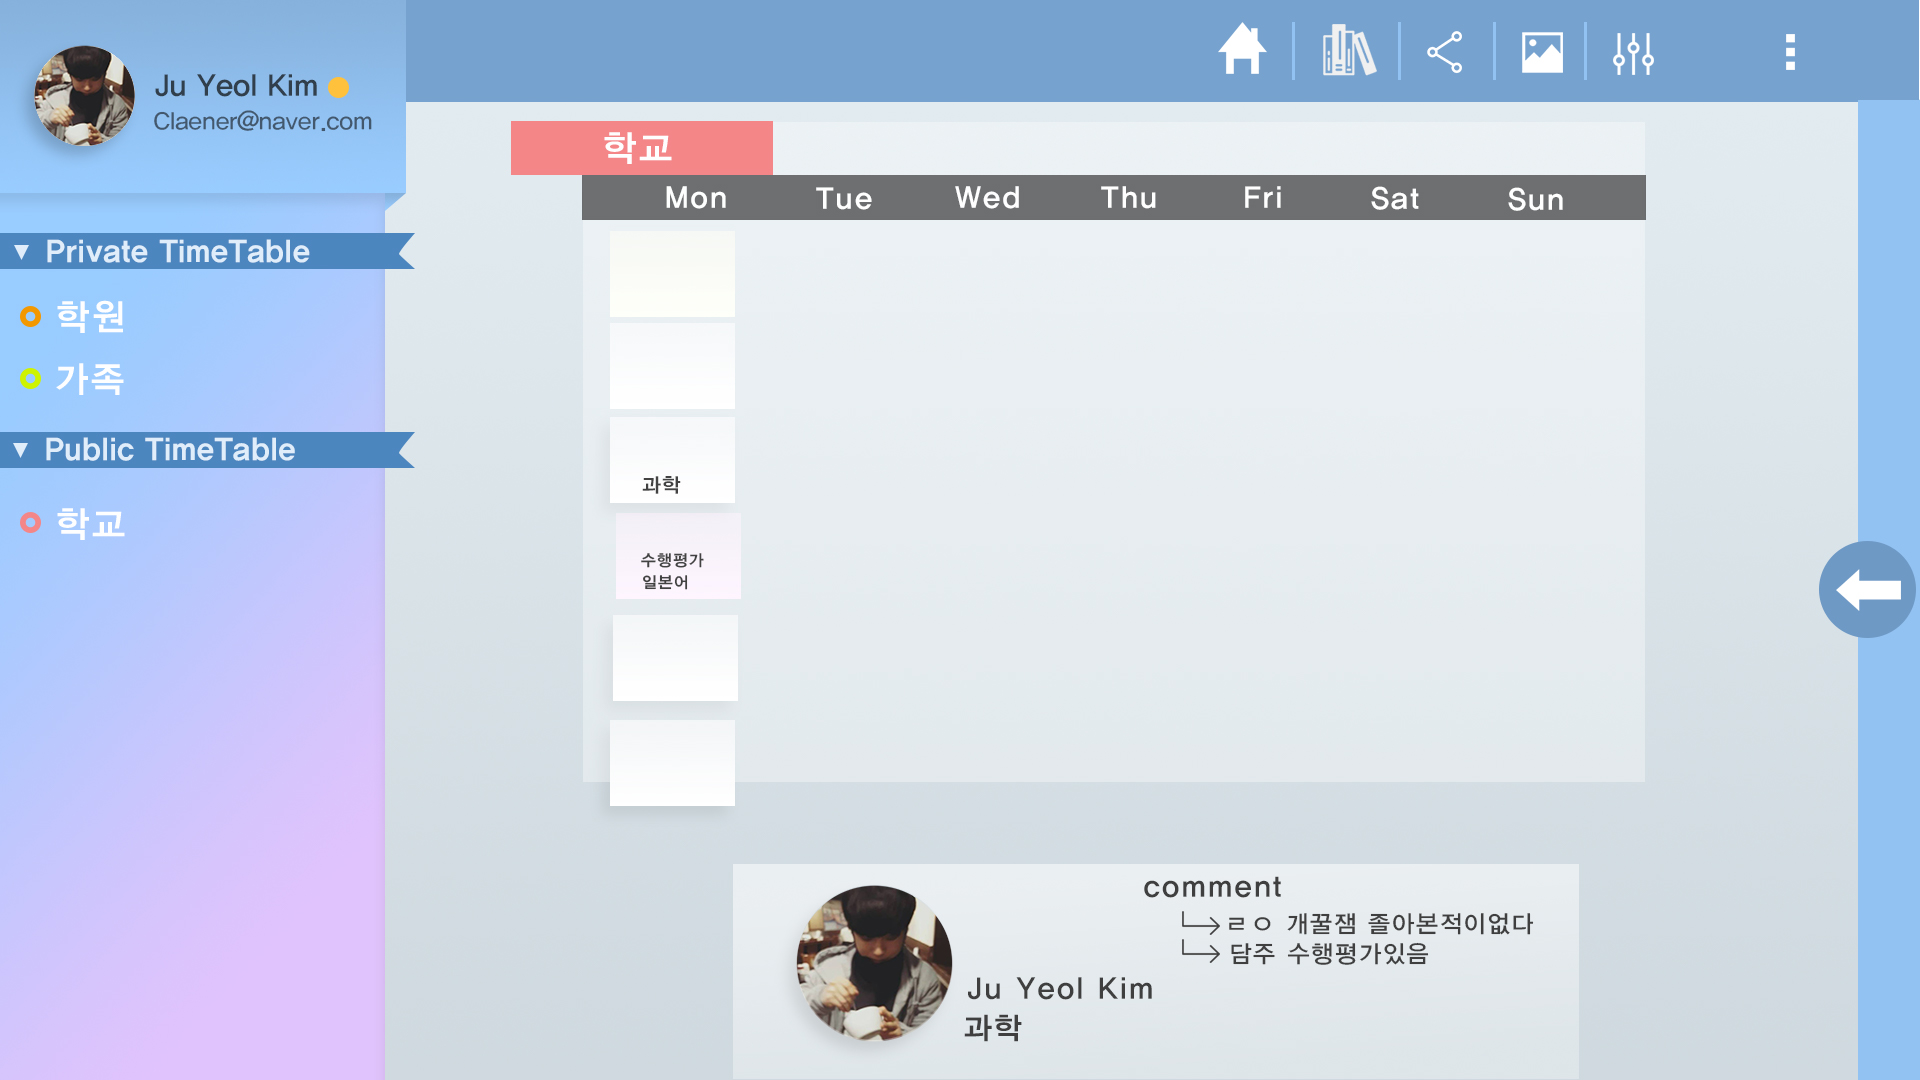 Ju Yeol Kim
Claener@naver.com
▼ Private TimeTable
학원
가족
▼ Public TimeTable
학교
학교
Mon Tue Wed Thu Fri Sat Sun
과학
수행평가
일본어
comment
ㄹㅇ 개꿀잼 졸아본적이없다
담주 수행평가있음
Ju Yeol Kim
과학